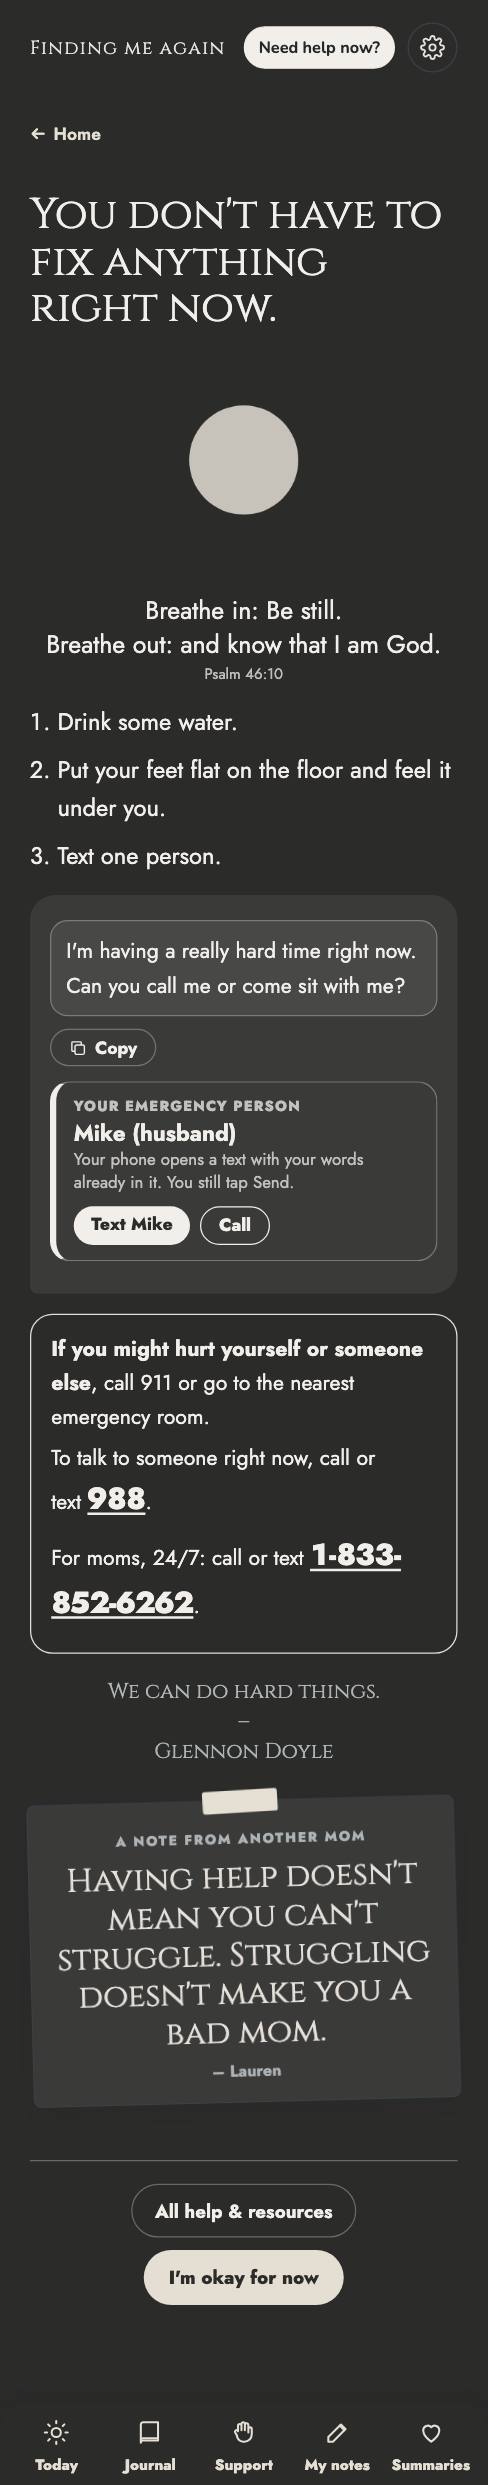 Finding me again
Need help now?
← Home
You don't have to
fix anything
right now.
Breathe in: Be still.
Breathe out: and know that I am God.
Psalm 46:10
1. Drink some water.
2. Put your feet flat on the floor and feel it
under you.
3. Text one person.
I'm having a really hard time right now.
Can you call me or come sit with me?
Copy
YOUR EMERGENCY PERSON
Mike (husband)
Your phone opens a text with your words
already in it. You still tap Send.
Text Mike
Call
If you might hurt yourself or someone
else, call 911 or go to the nearest
emergency room.
To talk to someone right now, call or
text 988.
For moms, 24/7: call or text 1-833-
852-6262.
We can do hard things.
–
Glennon Doyle
A NOTE FROM ANOTHER MOM
Having help doesn't
mean you can't
struggle. Struggling
doesn't make you a
bad mom.
– Lauren
All help & resources
I'm okay for now
Today
Journal
Support
My notes
Summaries